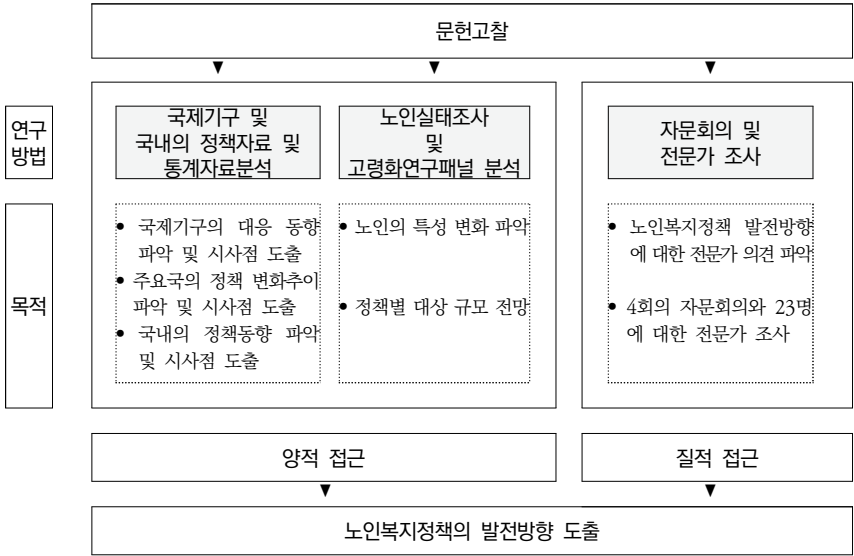 문헌고찰
연구
방법
국제기구 및
국내의 정책자료 및
통계자료분석
노인실태조사
및
고령화연구패널 분석
자문회의 및
전문가 조사
목적
• 국제기구의 대응 동향
파악 및 시사점 도출
• 주요국의 정책 변화추이
파악 및 시사점 도출
• 국내의 정책동향 파악
및 시사점 도출
• 노인의 특성 변화 파악
• 정책별 대상 규모 전망
• 노인복지정책 발전방향
에 대한 전문가 의견 파악
• 4회의 자문회의와 23명
에 대한 전문가 조사
양적 접근
질적 접근
노인복지정책의 발전방향 도출